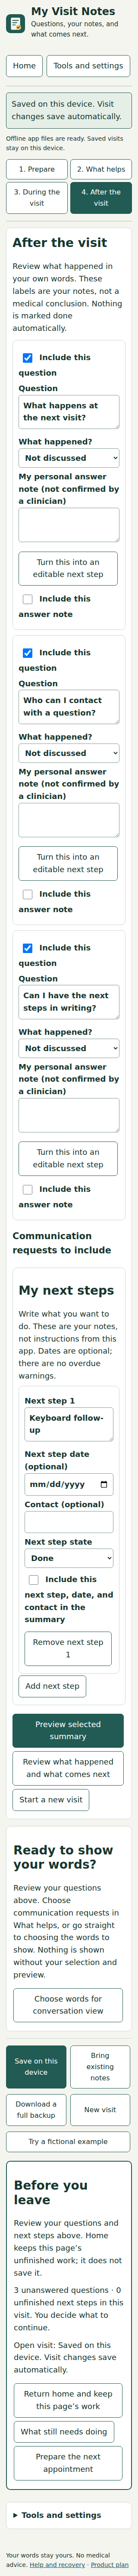 My Visit Notes
Questions, your notes, and
what comes next.
Home
Tools and settings
Saved on this device. Visit
changes save automatically.
Offline app files are ready. Saved visits
stay on this device.
1. Prepare
2. What helps
3. During the
visit
4. After the
visit
After the visit
Review what happened in
your own words. These
labels are your notes, not a
medical conclusion. Nothing
is marked done
automatically.
Include this
question
Question
What happens at
the next visit?
What happened?
Not discussed
My personal answer
note (not confirmed by
a clinician)
Turn this into an
editable next step
Include this
answer note
Include this
question
Question
Who can I contact
with a question?
What happened?
Not discussed
My personal answer
note (not confirmed by
a clinician)
Turn this into an
editable next step
Include this
answer note
Include this
question
Question
Can I have the next
steps in writing?
What happened?
Not discussed
My personal answer
note (not confirmed by
a clinician)
Turn this into an
editable next step
Include this
answer note
Communication
requests to include
My next steps
Write what you want to
do. These are your notes,
not instructions from this
app. Dates are optional;
there are no overdue
warnings.
Next step 1
Keyboard follow-
up
Next step date
(optional)
mm/dd/yyyy
Contact (optional)
Next step state
Done
Include this
next step, date, and
contact in the
summary
Remove next step
1
Add next step
Preview selected
summary
Review what happened
and what comes next
Start a new visit
Ready to show
your words?
Review your questions
above. Choose
communication requests in
What helps, or go straight
to choosing the words to
show. Nothing is shown
without your selection and
preview.
Choose words for
conversation view
Save on this
device
Bring
existing
notes
Download a
full backup
New visit
Try a fictional example
Before you
leave
Review your questions and
next steps above. Home
keeps this page's
unfinished work; it does not
save it.
3 unanswered questions · 0
unfinished next steps in this
visit. You decide what to
continue.
Open visit: Saved on this
device. Visit changes save
automatically.
Return home and keep
this page's work
What still needs doing
Prepare the next
appointment
Tools and settings
Your words stay yours. No medical
advice. Help and recovery · Product plan